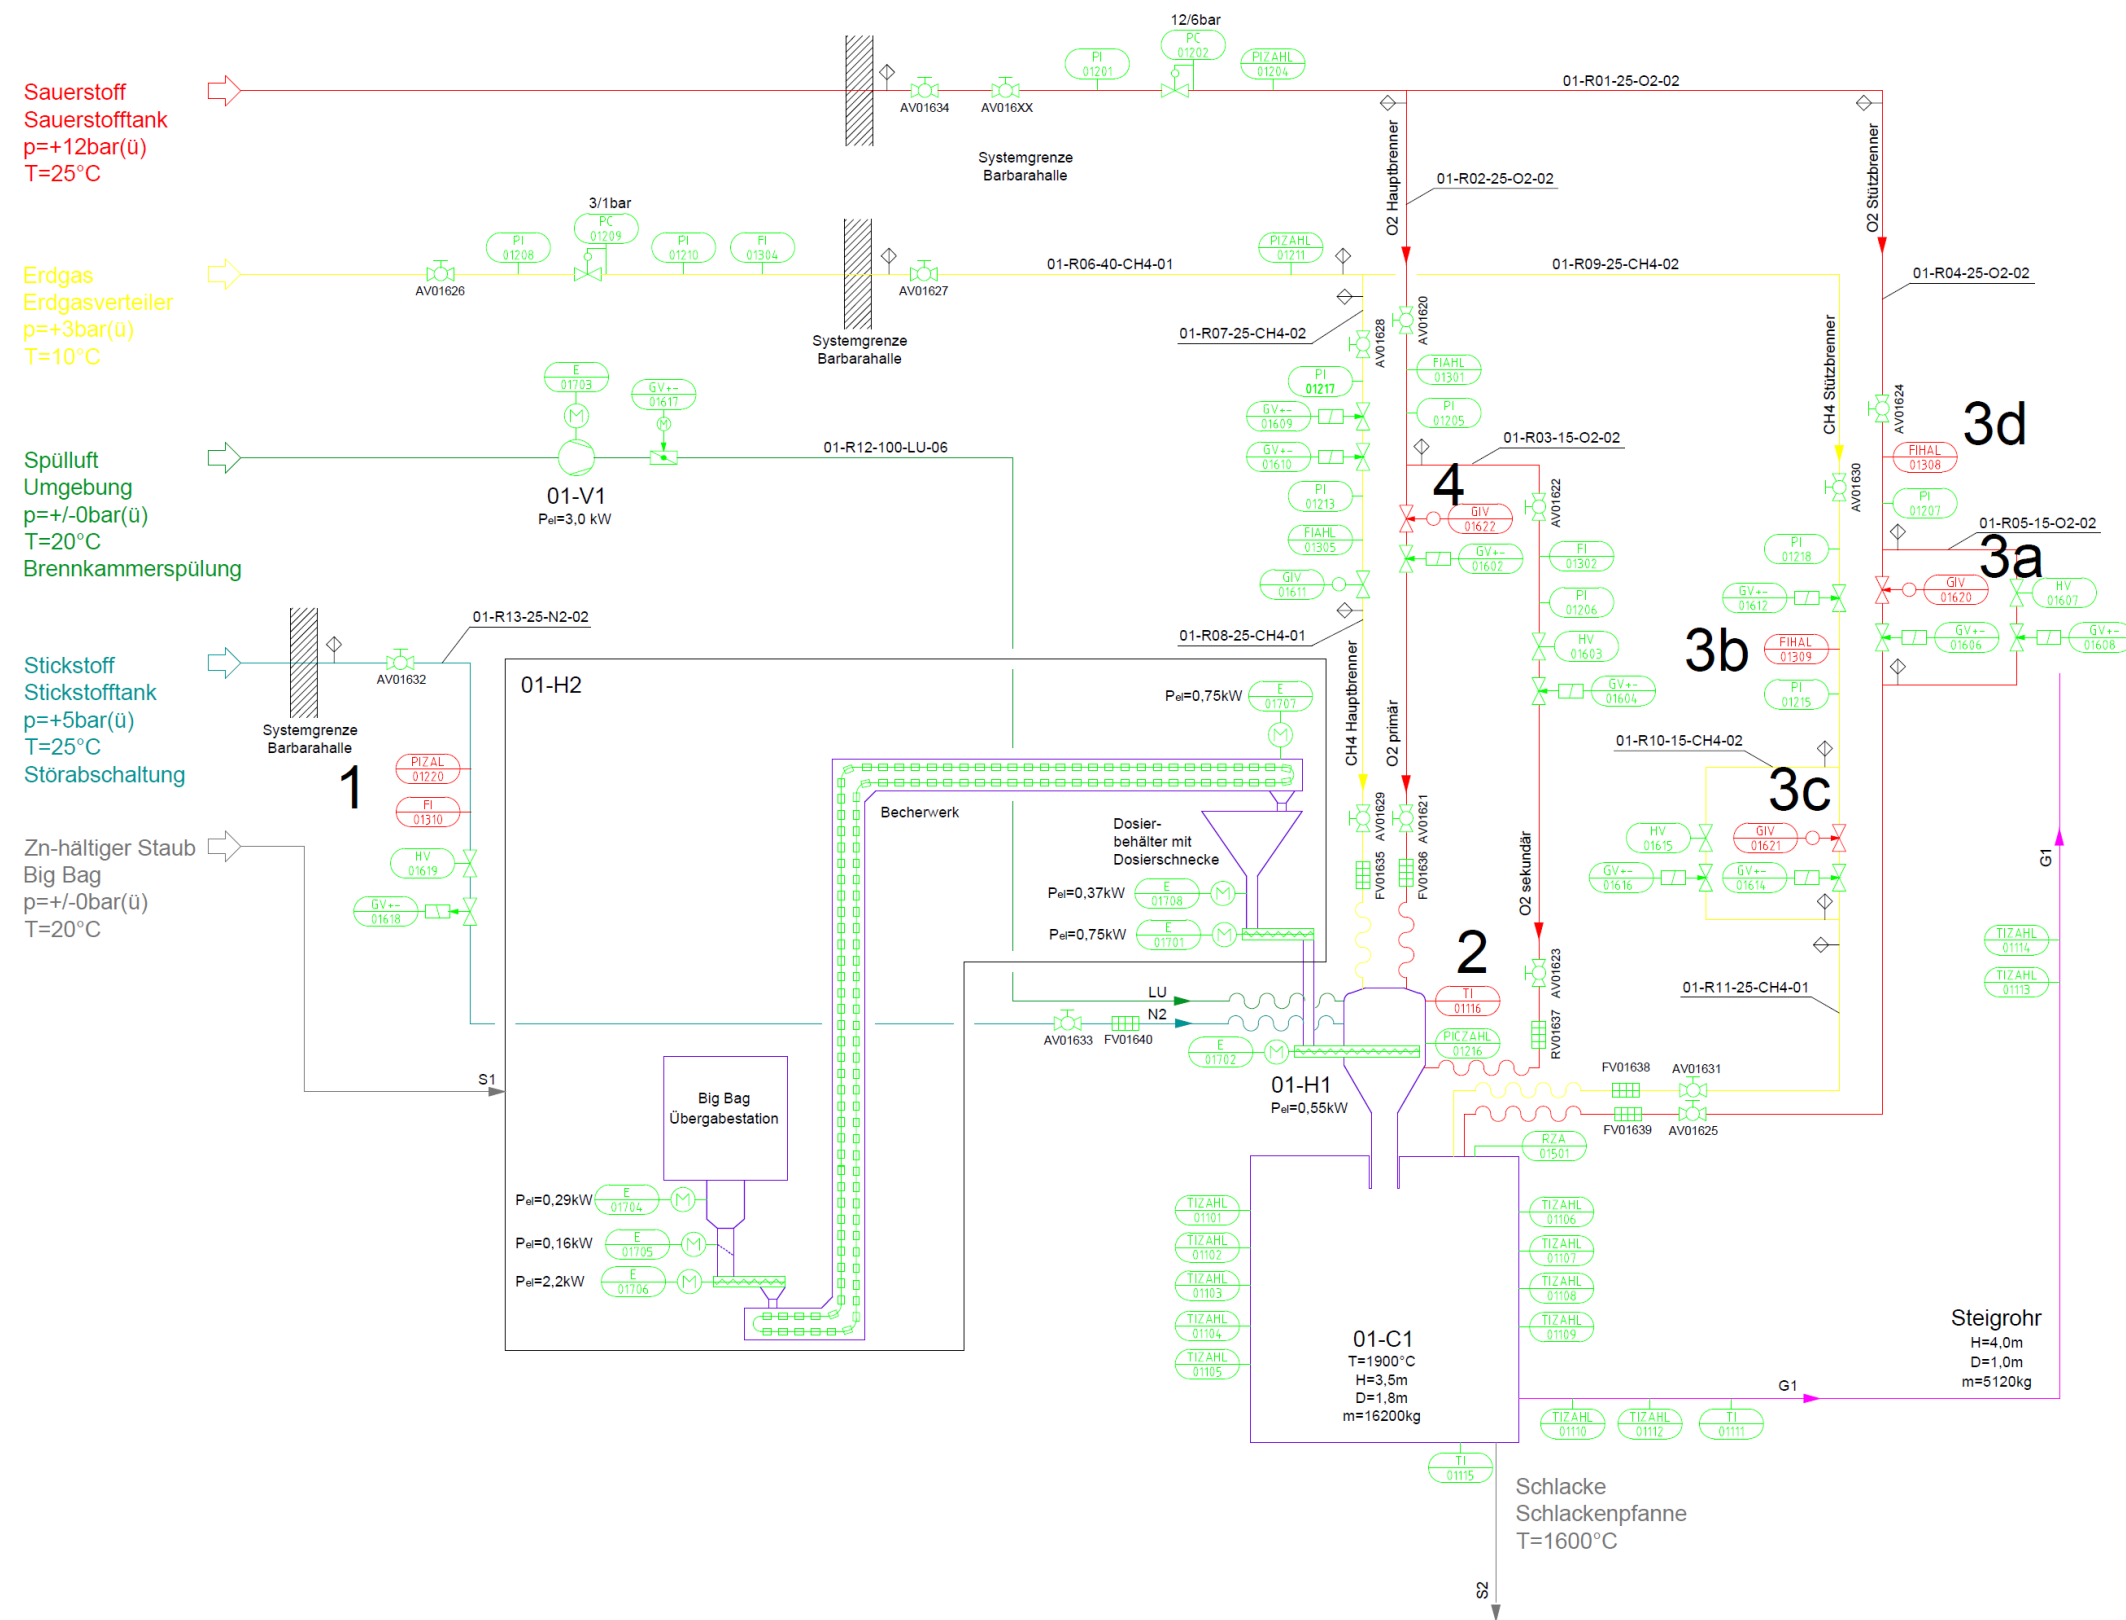 12/6bar
PC
01202
PI
01201
PIZAHL
01204
01-R01-25-O2-02
Sauerstoff
Sauerstofftank
p=+12bar(ü)
T=25°C
AV01634
AV016XX
Systemgrenze
Barbarahalle
O2 Hauptbrenner
01-R02-25-O2-02
O2 Stützbrenner
3/1bar
PC
01209
PI
01208
PI
01210
FI
01304
PIZAHL
01211
Erdgas
Erdgasverteiler
p=+3bar(ü)
T=10°C
AV01626
AV01627
01-R06-40-CH4-01
01-R09-25-CH4-02
01-R04-25-O2-02
Systemgrenze
Barbarahalle
01-R07-25-CH4-02
AV01628
AV01620
CH4 Stützbrenner
E
01703
M
GV+-
01617
M
PI
01217
FIAHL
01301
GV+-
01609
PI
01205
AV01624
3d
Spülluft
Umgebung
p=+/-0bar(ü)
T=20°C
Brennkammerspülung
01-V1
Pel=3,0 kW
01-R12-100-LU-06
GV+-
01610
01-R03-15-O2-02
FIHAL
01308
AV01630
PI
01213
4
GIV
01622
AV01622
PI
01207
01-R05-15-O2-02
3a
FIAHL
01305
GV+-
01602
FI
01302
PI
01218
GIV
01611
PI
01206
GV+-
01612
GIV
01620
HV
01607
01-R08-25-CH4-01
HV
01603
3b
FIHAL
01309
GV+-
01606
GV+-
01608
01-R13-25-N2-02
Stickstoff
Stickstofftank
p=+5bar(ü)
T=25°C
Störabschaltung
AV01632
Systemgrenze
Barbarahalle
01-H2
Pel=0,75kW
E
01707
M
GV+-
01604
PI
01215
CH4 Hauptbrenner
O2 primär
01-R10-15-CH4-02
1
PIZAL
01220
FI
01310
3c
Becherwerk
Dosier-
behälter mit
Dosierschnecke
AV01629
AV01621
O2 sekundär
HV
01615
GIV
01621
Zn-hältiger Staub
Big Bag
p=+/-0bar(ü)
T=20°C
HV
01619
GV+-
01618
Pel=0,37kW
E
01708
M
Pel=0,75kW
E
01701
M
FV01635
FV01636
GV+-
01616
GV+-
01614
G1
TIZAHL
01114
TIZAHL
01113
2
TI
01116
AV01623
LU
N2
AV01633
FV01640
01-R11-25-CH4-01
PICZAHL
01216
RV01637
E
01702
M
01-H1
Pel=0,55kW
S1
FV01638
AV01631
FV01639
AV01625
Big Bag
Übergabestation
RZA
01501
Pel=0,29kW
E
01704
M
Pel=0,16kW
E
01705
M
Pel=2,2kW
E
01706
M
TIZAHL
01101
TIZAHL
01102
TIZAHL
01103
TIZAHL
01104
TIZAHL
01105
TIZAHL
01106
TIZAHL
01107
TIZAHL
01108
TIZAHL
01109
01-C1
T=1900°C
H=3,5m
D=1,8m
m=16200kg
Steigrohr
H=4,0m
D=1,0m
m=5120kg
G1
TIZAHL
01110
TIZAHL
01112
TI
01111
TI
01115
Schlacke
Schlackenpfanne
T=1600°C
S2